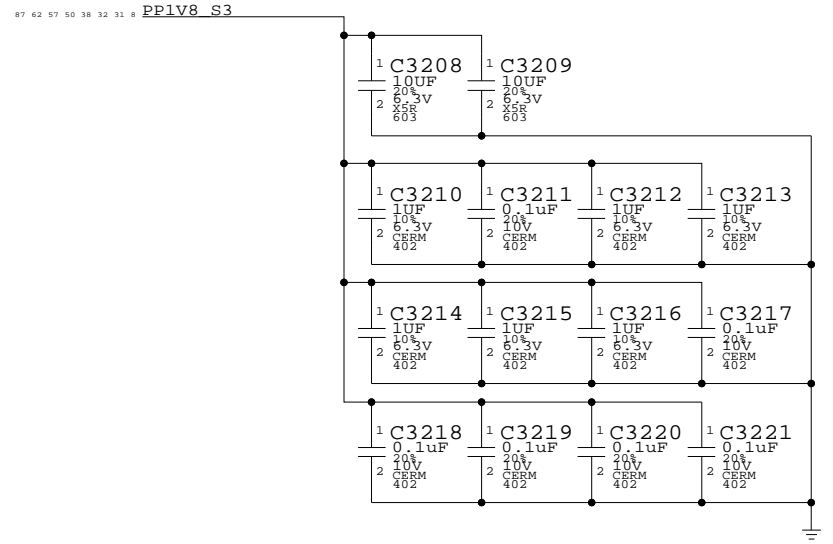 87 62 57 50 38 32 31 8 PP1V8_S3
1 C3208
10UF
20%
6.3V
2 X5R
603
1 C3209
10UF
20%
6.3V
2 X5R
603
1 C3210
1UF
10%
6.3V
2 CERM
402
1 C3211
0.1uF
20%
10V
2 CERM
402
1 C3212
1UF
10%
6.3V
2 CERM
402
1 C3213
1UF
10%
6.3V
2 CERM
402
1 C3214
1UF
10%
6.3V
2 CERM
402
1 C3215
1UF
10%
6.3V
2 CERM
402
1 C3216
1UF
10%
6.3V
2 CERM
402
1 C3217
0.1uF
20%
10V
2 CERM
402
1 C3218
0.1uF
20%
10V
2 CERM
402
1 C3219
0.1uF
20%
10V
2 CERM
402
1 C3220
0.1uF
20%
10V
2 CERM
402
1 C3221
0.1uF
20%
10V
2 CERM
402